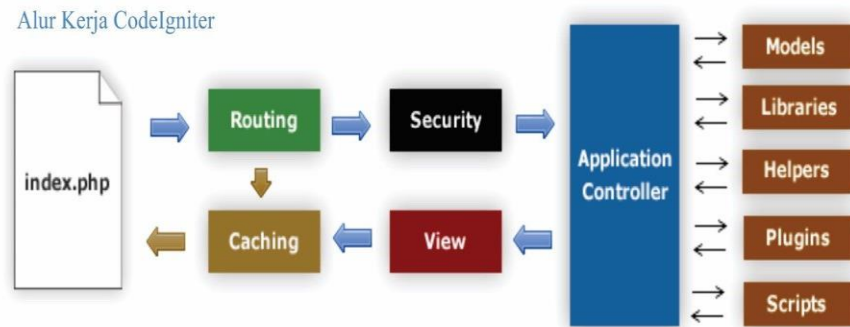 Alur Kerja CodeIgniter
index.php
Routing
Security
Caching
View
Application
Controller
Models
Libraries
Helpers
Plugins
Scripts